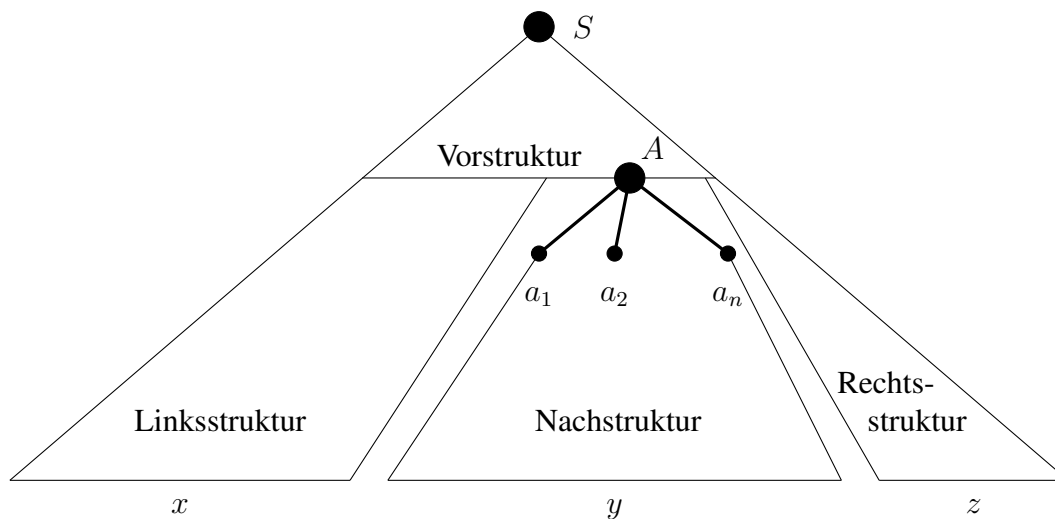 S
A
Vorstruktur
a₁ a₂ aₙ
Rechts-
struktur
Linksstruktur
Nachstruktur
x y z